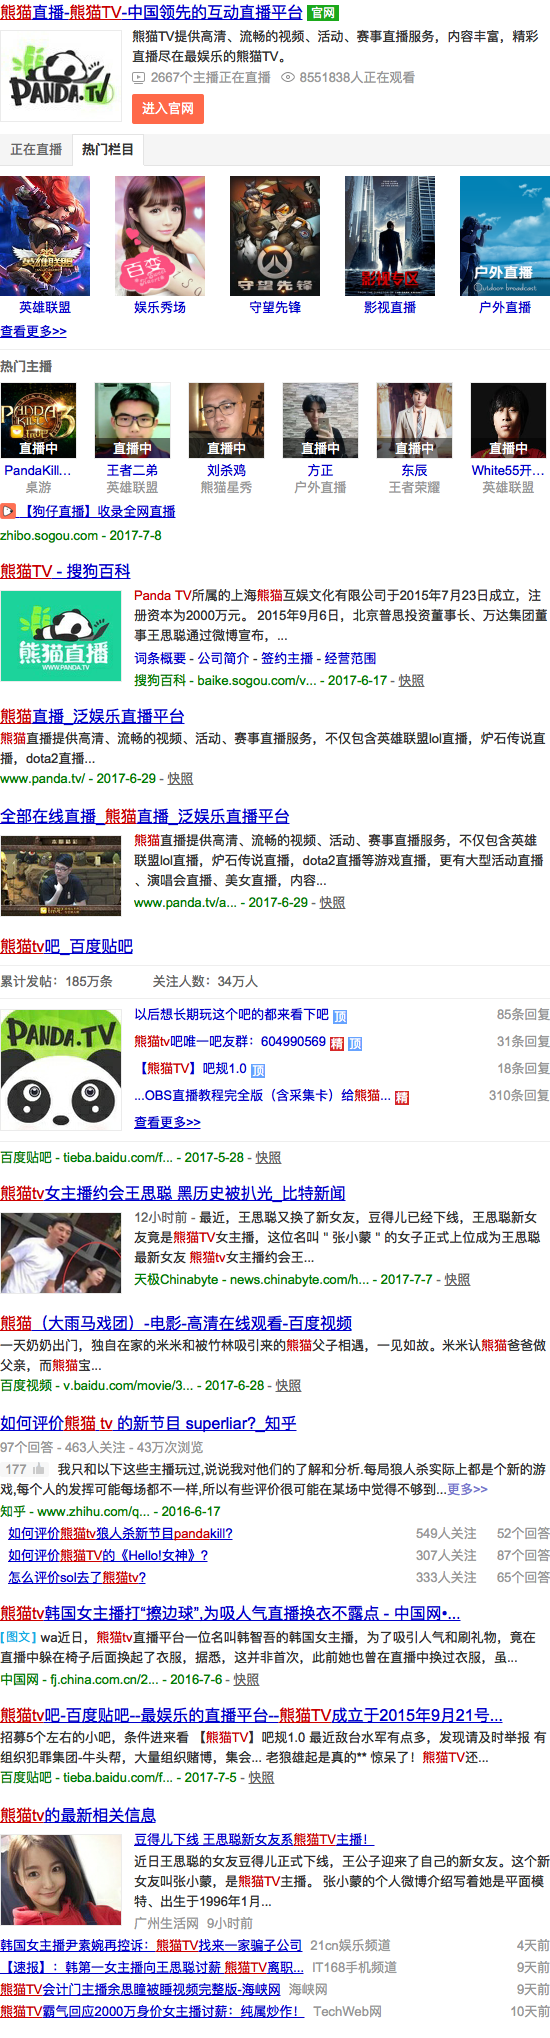 熊猫直播-熊猫TV-中国领先的互动直播平台 官网
PANDA.TV
熊猫TV提供高清、流畅的视频、活动、赛事直播服务，内容丰富，精彩
直播尽在最娱乐的熊猫TV。
2667个主播正在直播 8551838人正在观看
进入官网
正在直播 热门栏目
英雄联盟
百变
守望先锋
影视专区
户外直播
Outdoor broadcast
英雄联盟 娱乐秀场 守望先锋 影视直播 户外直播
查看更多>>
热门主播
PANDA KILL 3
直播中 直播中 直播中 直播中 直播中 直播中
PandaKill... 王者二弟 刘杀鸡 方正 东辰 White55开...
桌游 英雄联盟 熊猫星秀 户外直播 王者荣耀 英雄联盟
【狗仔直播】收录全网直播
zhibo.sogou.com - 2017-7-8
熊猫TV - 搜狗百科
熊猫直播
WWW.PANDA.TV
Panda TV所属的上海熊猫互娱文化有限公司于2015年7月23日成立，注
册资本为2000万元。 2015年9月6日，北京普思投资董事长、万达集团董
事王思聪通过微博宣布，...
词条概要 - 公司简介 - 签约主播 - 经营范围
搜狗百科 - baike.sogou.com/v... - 2017-6-17 - 快照
熊猫直播_泛娱乐直播平台
熊猫直播提供高清、流畅的视频、活动、赛事直播服务，不仅包含英雄联盟lol直播，炉石传说直
播，dota2直播...
www.panda.tv/ - 2017-6-29 - 快照
全部在线直播_熊猫直播_泛娱乐直播平台
熊猫直播提供高清、流畅的视频、活动、赛事直播服务，不仅包含英雄
联盟lol直播，炉石传说直播，dota2直播等游戏直播，更有大型活动直播
、演唱会直播、美女直播，内容...
www.panda.tv/a... - 2017-6-29 - 快照
熊猫tv吧_百度贴吧
累计发帖：185万条 关注人数：34万人
PANDA.TV
以后想长期玩这个吧的都来看下吧 顶 85条回复
熊猫tv吧唯一吧友群：604990569 精 顶 31条回复
【熊猫TV】吧规1.0 顶 18条回复
...OBS直播教程完全版（含采集卡）给熊猫... 精 310条回复
查看更多>>
百度贴吧 - tieba.baidu.com/f... - 2017-5-28 - 快照
熊猫tv女主播约会王思聪 黑历史被扒光_比特新闻
12小时前 - 最近，王思聪又换了新女友，豆得儿已经下线，王思聪新女
友竟是熊猫TV女主播，这位名叫 " 张小蒙 " 的女子正式上位成为王思聪
最新女友 熊猫tv女主播约会王...
天极Chinabyte - news.chinabyte.com/h... - 2017-7-7 - 快照
熊猫（大雨马戏团）-电影-高清在线观看-百度视频
一天奶奶出门，独自在家的米米和被竹林吸引来的熊猫父子相遇，一见如故。米米认熊猫爸爸做
父亲，而熊猫宝...
百度视频 - v.baidu.com/movie/3... - 2017-6-28 - 快照
如何评价熊猫 tv 的新节目 superliar?_知乎
97个回答 - 463人关注 - 43万次浏览
177 我只和以下这些主播玩过,说说我对他们的了解和分析.每局狼人杀实际上都是个新的游
戏,每个人的发挥可能每场都不一样,所以有些评价很可能在某场中觉得不够到...更多>>
知乎 - www.zhihu.com/q... - 2016-6-17
如何评价熊猫tv狼人杀新节目pandakill? 549人关注 52个回答
如何评价熊猫TV的《Hello!女神》? 307人关注 87个回答
怎么评价sol去了熊猫tv? 333人关注 65个回答
熊猫tv韩国女主播打“擦边球”,为吸人气直播换衣不露点 - 中国网•...
[图文] wa近日，熊猫tv直播平台一位名叫韩智吾的韩国女主播，为了吸引人气和刷礼物，竟在
直播中躲在椅子后面换起了衣服，据悉，这并非首次，此前她也曾在直播中换过衣服，虽...
中国网 - fj.china.com.cn/2... - 2016-7-6 - 快照
熊猫tv吧-百度贴吧--最娱乐的直播平台--熊猫TV成立于2015年9月21号...
招募5个左右的小吧，条件进来看 【熊猫TV】吧规1.0 最近敌台水军有点多，发现请及时举报 有
组织犯罪集团-牛头帮，大量组织赌博，集会... 老狼雄起是真的** 惊呆了！熊猫TV还...
百度贴吧 - tieba.baidu.com/f... - 2017-7-5 - 快照
熊猫tv的最新相关信息
豆得儿下线 王思聪新女友系熊猫TV主播！
近日王思聪的女友豆得儿正式下线，王公子迎来了自己的新女友。这个新
女友叫张小蒙，是熊猫TV主播。 张小蒙的个人微博介绍写着她是平面模
特、出生于1996年1月...
广州生活网 9小时前
韩国女主播尹素婉再控诉：熊猫TV找来一家骗子公司 21cn娱乐频道 4天前
【速报】：韩第一女主播向王思聪讨薪 熊猫TV离职... IT168手机频道 9天前
熊猫TV会计门主播余思瞳被睡视频完整版-海峡网 海峡网 9天前
熊猫TV霸气回应2000万身价女主播讨薪：纯属炒作！ TechWeb网 10天前